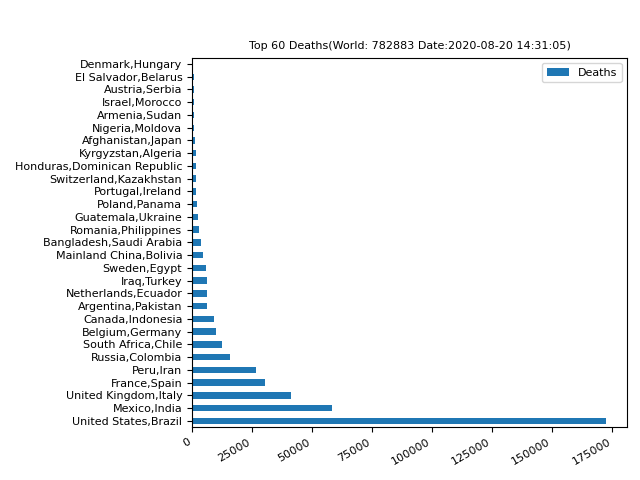 Top 60 Deaths(World: 782883 Date:2020-08-20 14:31:05)
Deaths
Denmark,Hungary
El Salvador,Belarus
Austria,Serbia
Israel,Morocco
Armenia,Sudan
Nigeria,Moldova
Afghanistan,Japan
Kyrgyzstan,Algeria
Honduras,Dominican Republic
Switzerland,Kazakhstan
Portugal,Ireland
Poland,Panama
Guatemala,Ukraine
Romania,Philippines
Bangladesh,Saudi Arabia
Mainland China,Bolivia
Sweden,Egypt
Iraq,Turkey
Netherlands,Ecuador
Argentina,Pakistan
Canada,Indonesia
Belgium,Germany
South Africa,Chile
Russia,Colombia
Peru,Iran
France,Spain
United Kingdom,Italy
Mexico,India
United States,Brazil
0 25000 50000 75000 100000 125000 150000 175000